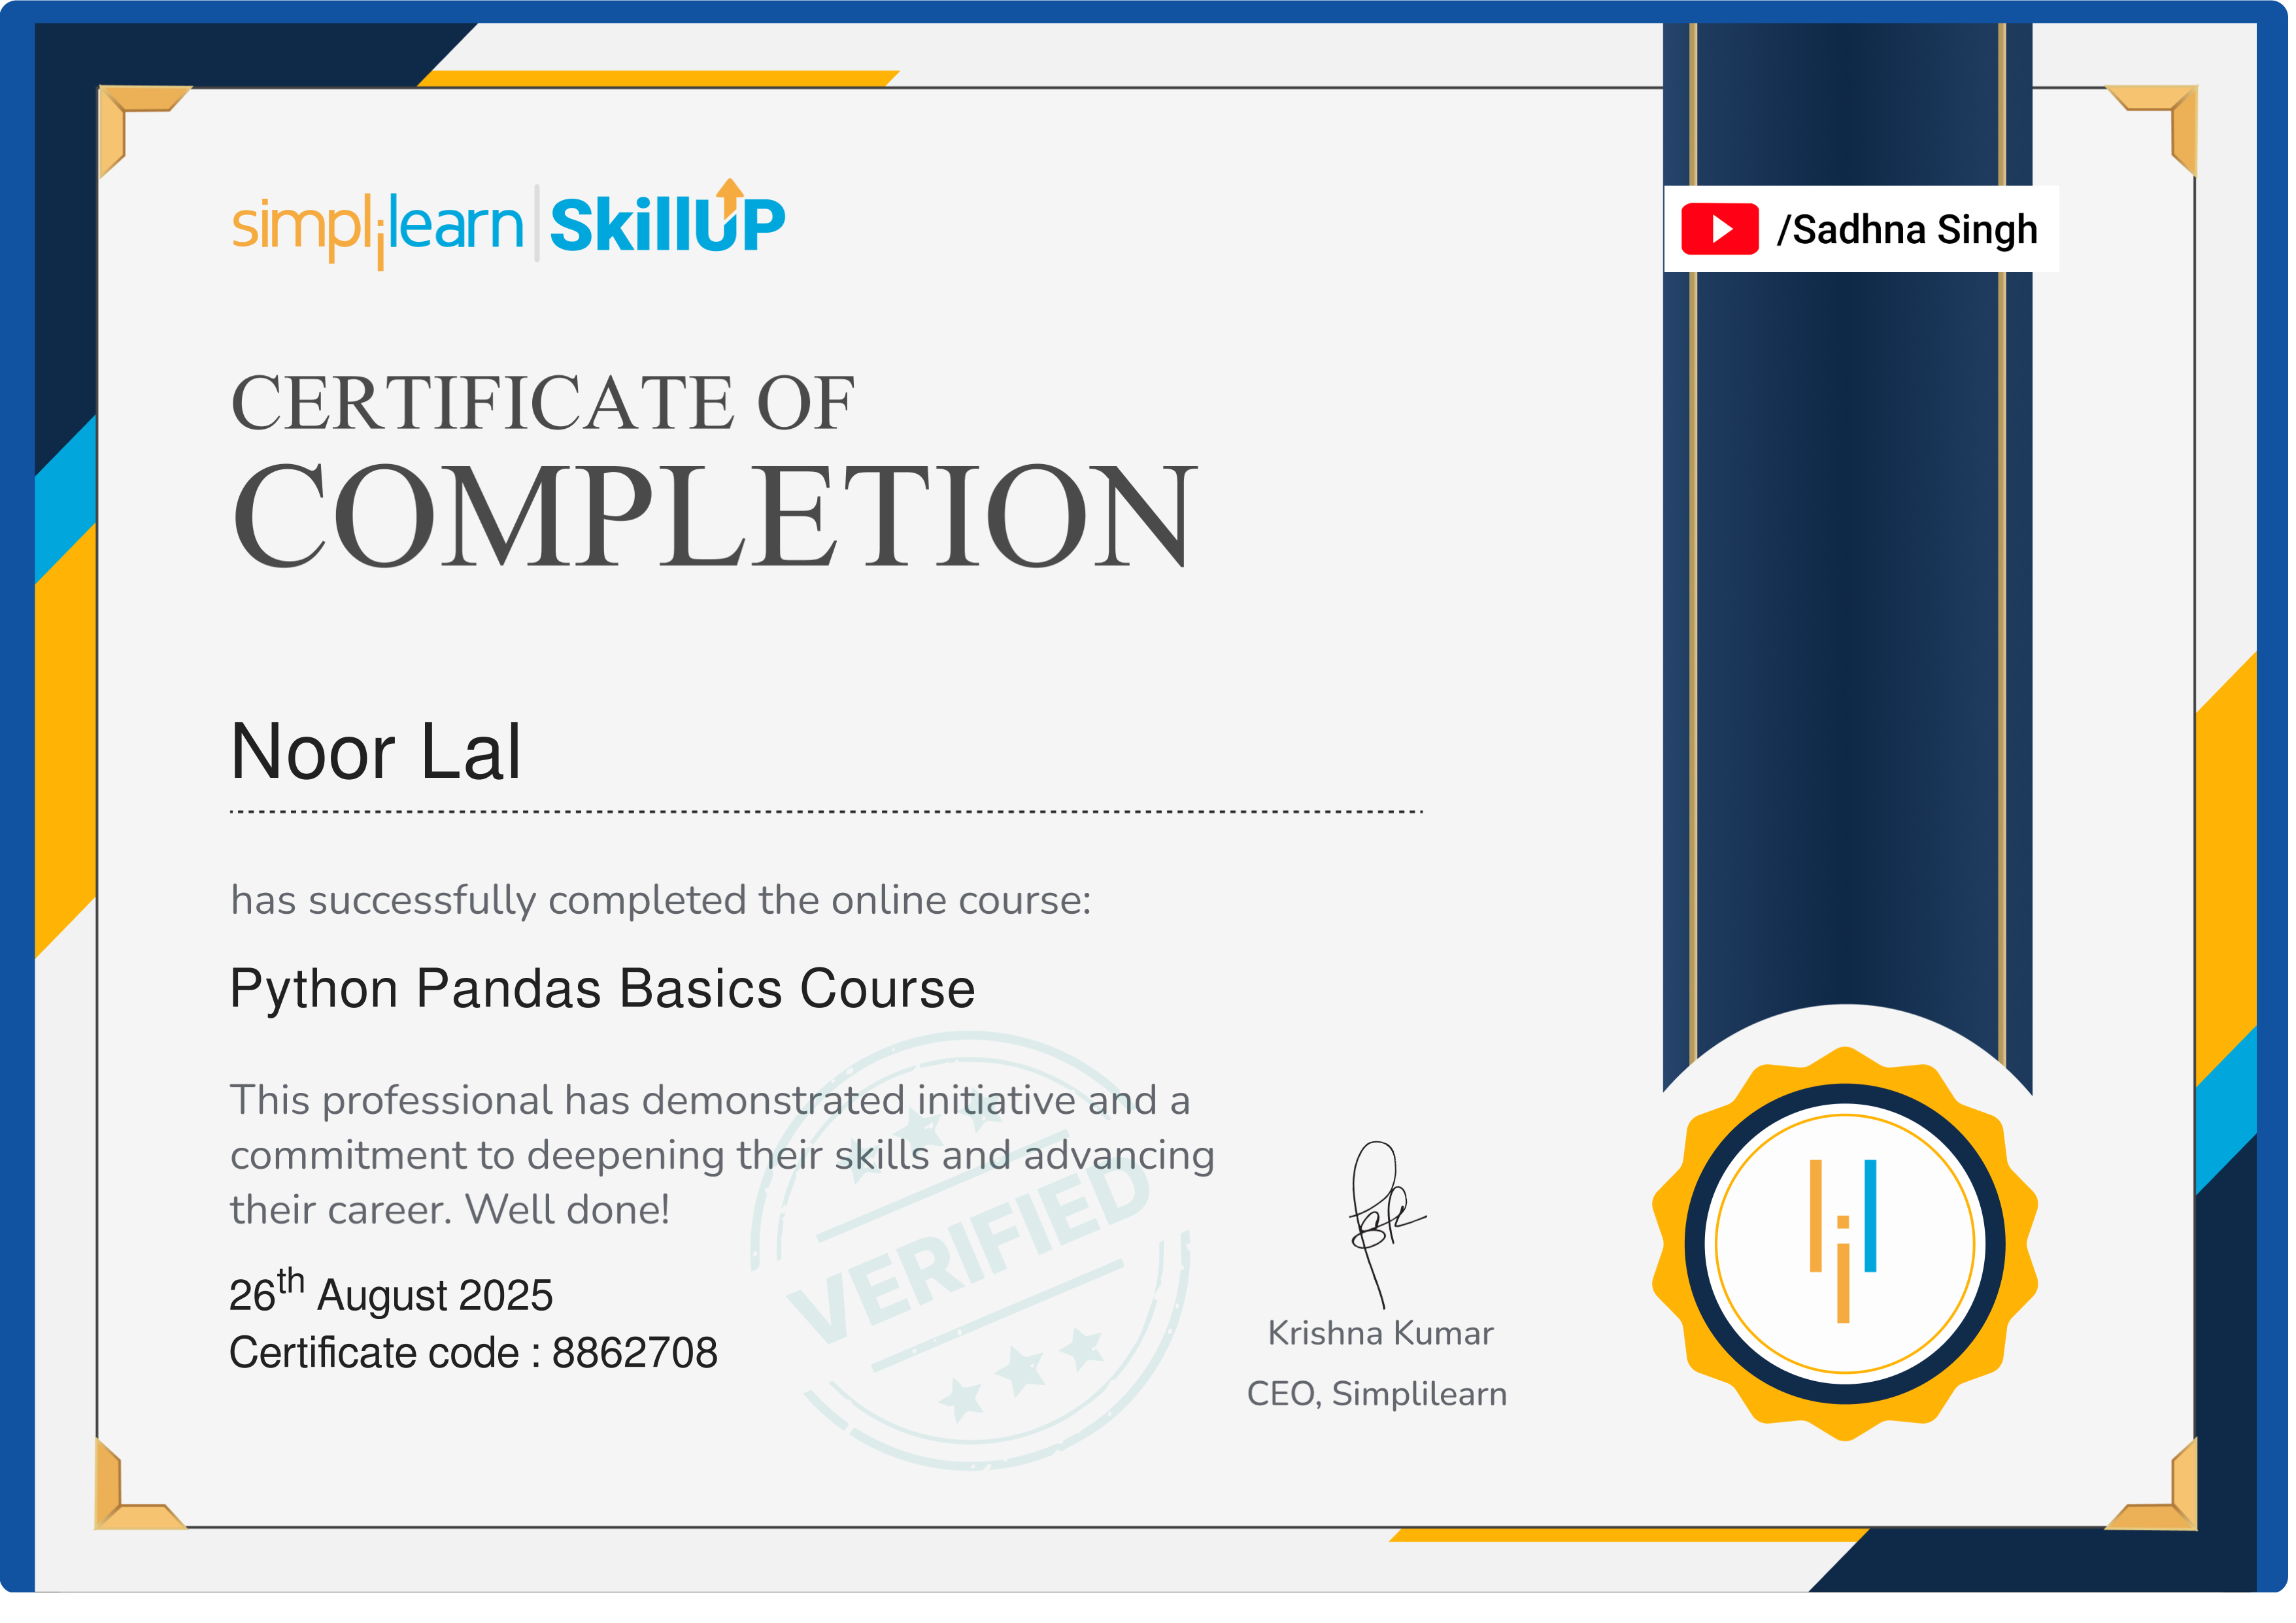 simplilearn | SkillUP
/Sadhna Singh
CERTIFICATE OF
COMPLETION
Noor Lal
has successfully completed the online course:
Python Pandas Basics Course
This professional has demonstrated initiative and a
commitment to deepening their skills and advancing
their career. Well done!
VERIFIED
26th August 2025
Certificate code : 8862708
Krishna Kumar
CEO, Simplilearn